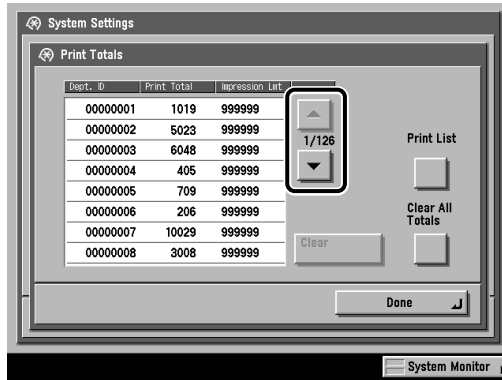 System Settings
Print Totals
Dept. ID Print Total Impression Lmt
00000001 1019 999999
00000002 5023 999999
00000003 6048 999999
00000004 405 999999
00000005 709 999999
00000006 206 999999
00000007 10029 999999
00000008 3008 999999
1/126
Print List
Clear
Clear All
Totals
Done
System Monitor